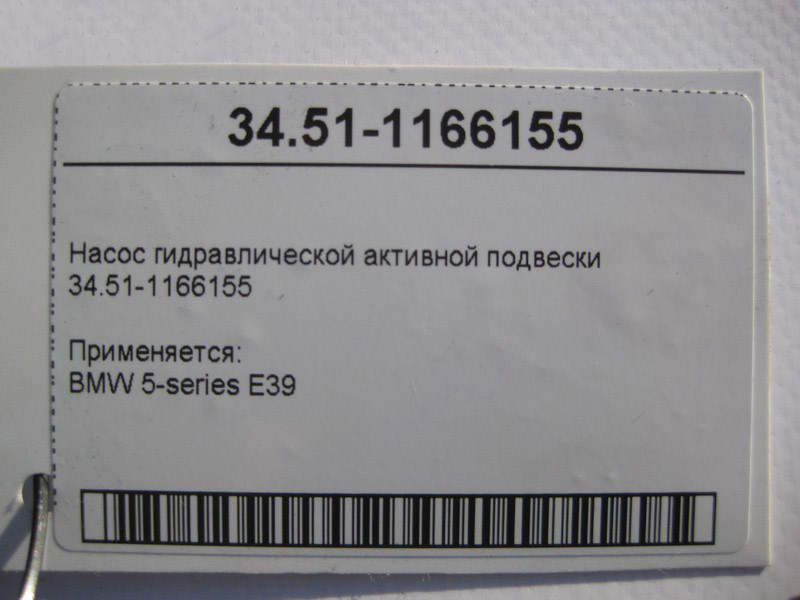 34.51-1166155
Насос гидравлической активной подвески
34.51-1166155
Применяется:
BMW 5-series E39